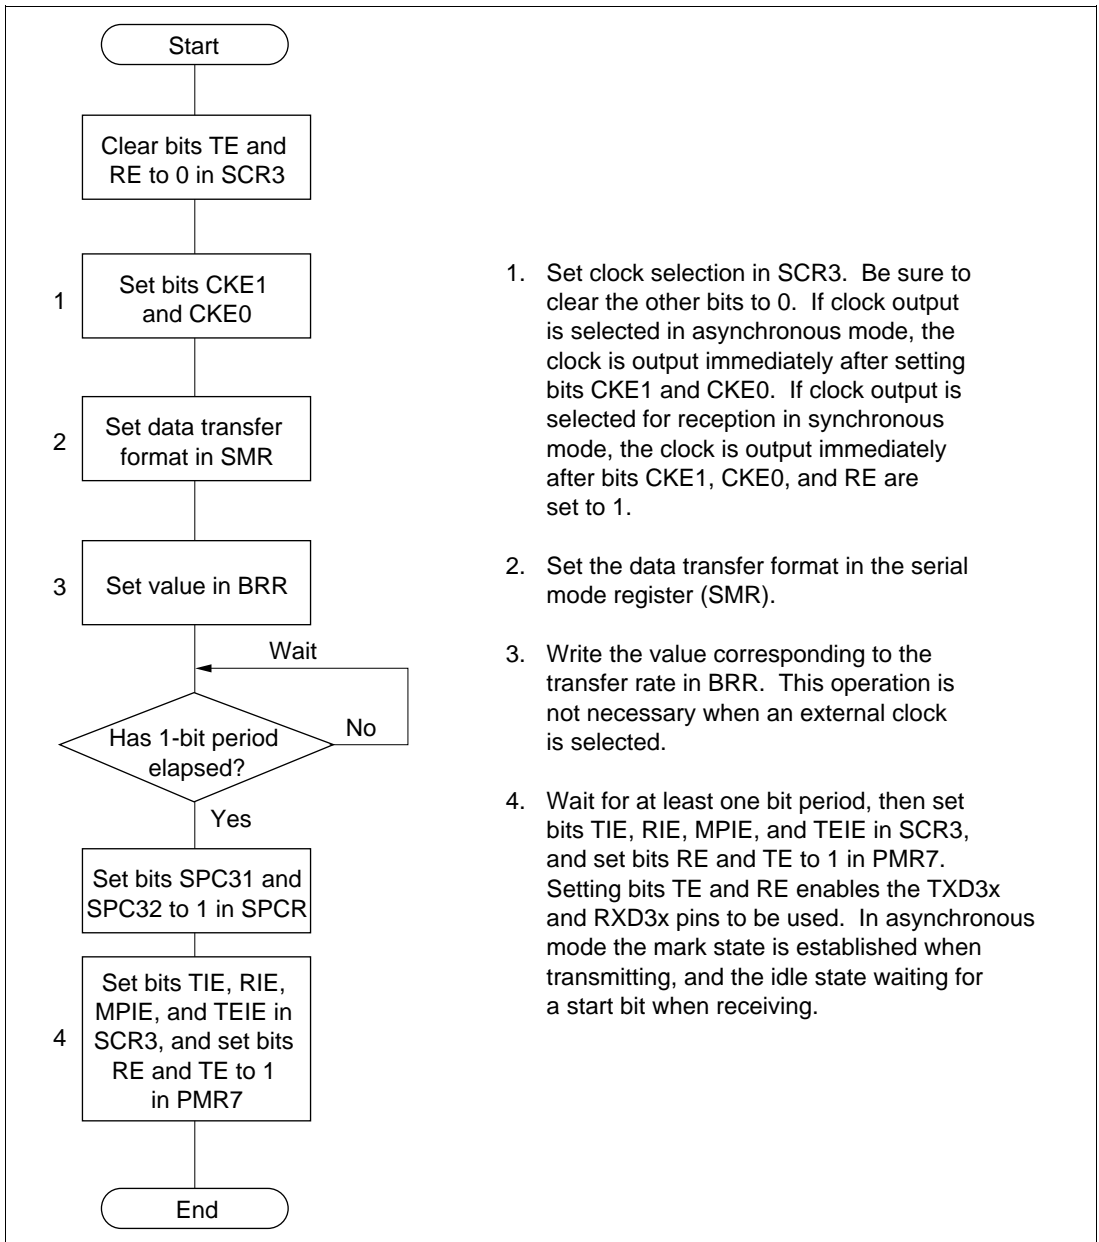 Start
Clear bits TE and
RE to 0 in SCR3
1
Set bits CKE1
and CKE0
2
Set data transfer
format in SMR
3
Set value in BRR
Wait
Has 1-bit period
elapsed?
No
Yes
Set bits SPC31 and
SPC32 to 1 in SPCR
4
Set bits TIE, RIE,
MPIE, and TEIE in
SCR3, and set bits
RE and TE to 1
in PMR7
End
1. Set clock selection in SCR3. Be sure to
clear the other bits to 0. If clock output
is selected in asynchronous mode, the
clock is output immediately after setting
bits CKE1 and CKE0. If clock output is
selected for reception in synchronous
mode, the clock is output immediately
after bits CKE1, CKE0, and RE are
set to 1.
2. Set the data transfer format in the serial
mode register (SMR).
3. Write the value corresponding to the
transfer rate in BRR. This operation is
not necessary when an external clock
is selected.
4. Wait for at least one bit period, then set
bits TIE, RIE, MPIE, and TEIE in SCR3,
and set bits RE and TE to 1 in PMR7.
Setting bits TE and RE enables the TXD3x
and RXD3x pins to be used. In asynchronous
mode the mark state is established when
transmitting, and the idle state waiting for
a start bit when receiving.